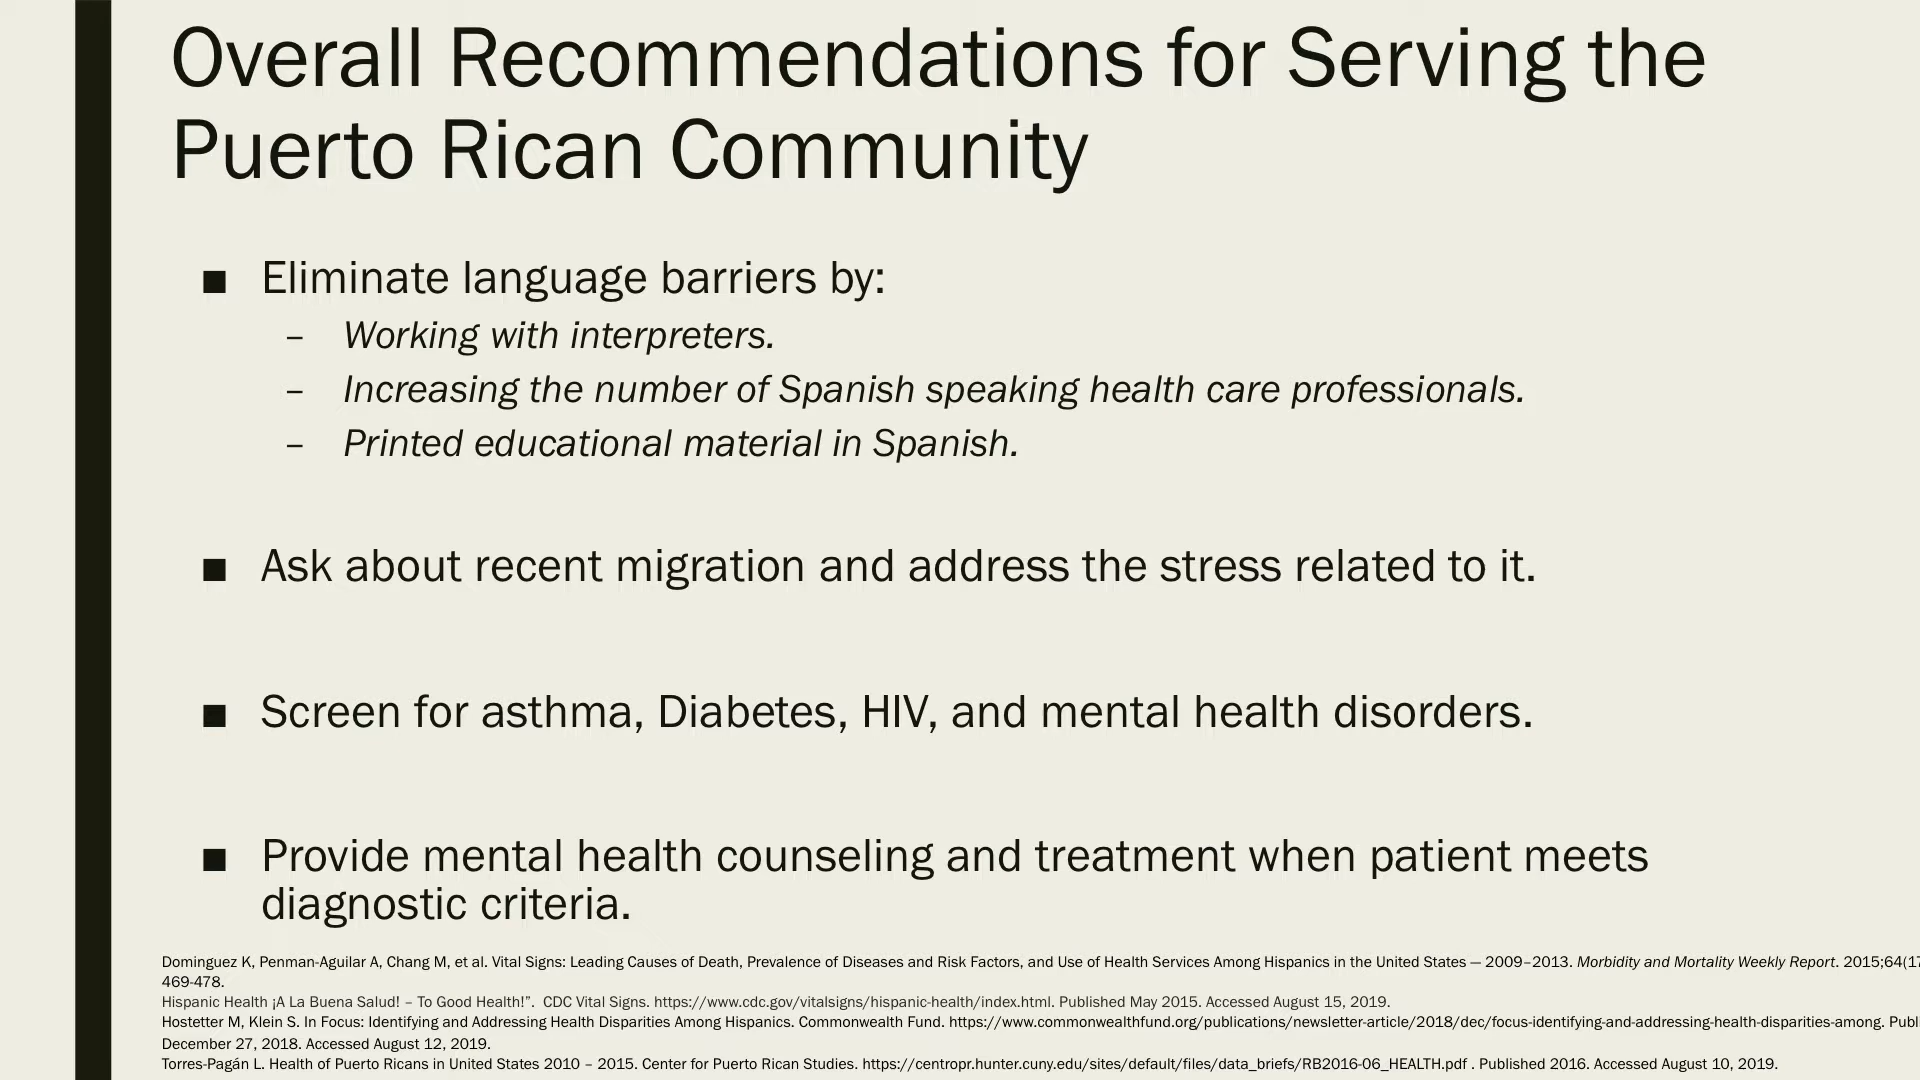 Overall Recommendations for Serving the
Puerto Rican Community
■ Eliminate language barriers by:
– Working with interpreters.
– Increasing the number of Spanish speaking health care professionals.
– Printed educational material in Spanish.
■ Ask about recent migration and address the stress related to it.
■ Screen for asthma, Diabetes, HIV, and mental health disorders.
■ Provide mental health counseling and treatment when patient meets
diagnostic criteria.
Dominguez K, Penman-Aguilar A, Chang M, et al. Vital Signs: Leading Causes of Death, Prevalence of Diseases and Risk Factors, and Use of Health Services Among Hispanics in the United States — 2009–2013. Morbidity and Mortality Weekly Report. 2015;64(17
469-478.
Hispanic Health ¡A La Buena Salud! – To Good Health!”. CDC Vital Signs. https://www.cdc.gov/vitalsigns/hispanic-health/index.html. Published May 2015. Accessed August 15, 2019.
Hostetter M, Klein S. In Focus: Identifying and Addressing Health Disparities Among Hispanics. Commonwealth Fund. https://www.commonwealthfund.org/publications/newsletter-article/2018/dec/focus-identifying-and-addressing-health-disparities-among. Publ
December 27, 2018. Accessed August 12, 2019.
Torres-Pagán L. Health of Puerto Ricans in United States 2010 – 2015. Center for Puerto Rican Studies. https://centropr.hunter.cuny.edu/sites/default/files/data_briefs/RB2016-06_HEALTH.pdf . Published 2016. Accessed August 10, 2019.